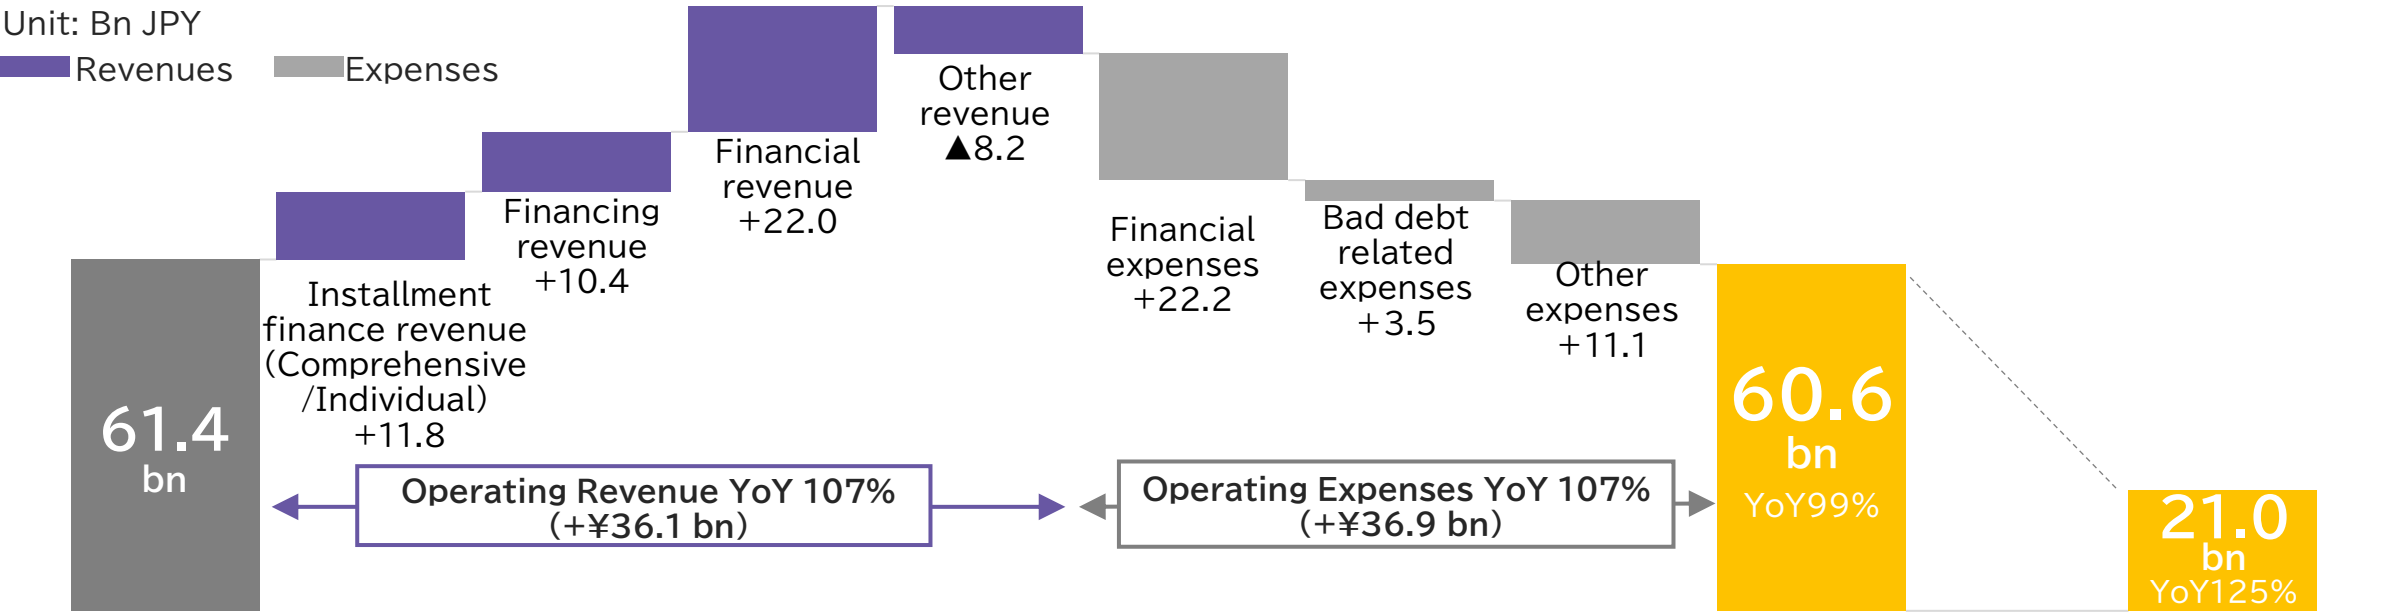 Unit: Bn JPY
Revenues
Expenses
61.4
bn
Installment
finance revenue
(Comprehensive
/Individual)
+11.8
Financing
revenue
+10.4
Financial
revenue
+22.0
Other
revenue
▲8.2
Financial
expenses
+22.2
Bad debt
related
expenses
+3.5
Other
expenses
+11.1
Operating Revenue YoY 107%
(+¥36.1 bn)
Operating Expenses YoY 107%
(+¥36.9 bn)
60.6
bn
YoY99%
21.0
bn
YoY125%